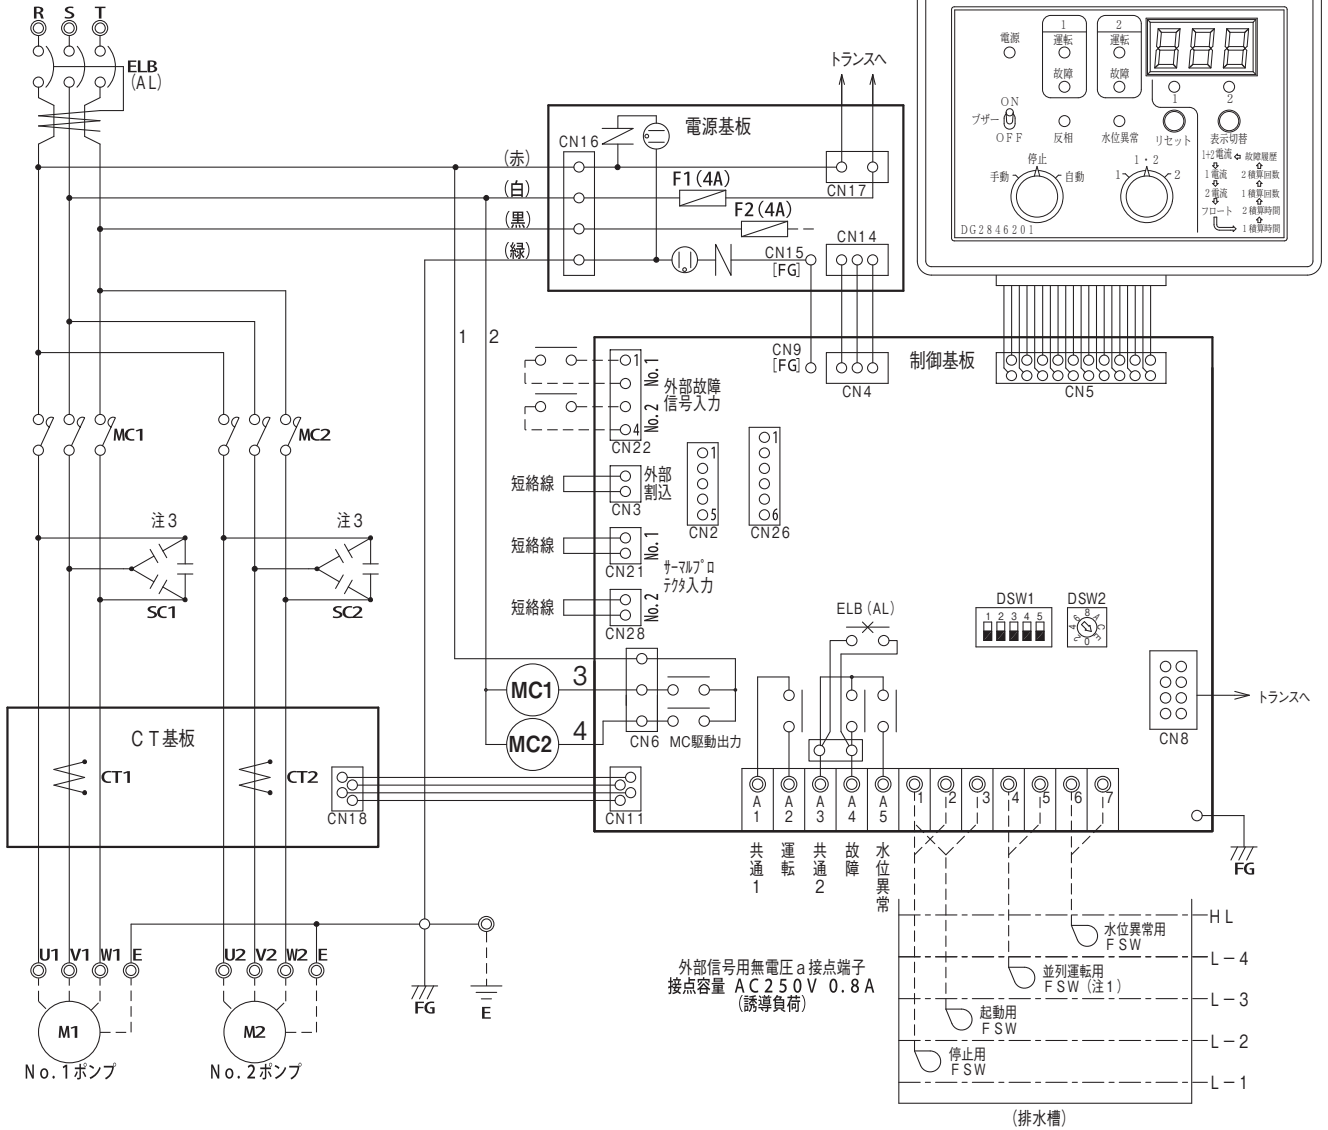 R S T
ELB
(AL)
トランスへ
電源基板
CN16
(赤)
(白)
(黒)
(緑)
F1(4A)
F2(4A)
CN17
CN14
CN15
[FG]
電源
1
運転
故障
2
運転
故障
1
2
ON
ブザー
OFF
反相
水位異常
リセット
表示切替
停止
手動
自動
1・2
1
2
1+2電流
故障履歴
1電流
2積算回数
2電流
1積算回数
フロート
2積算時間
1積算時間
DG2846201
1 2
CN9
[FG]
CN4
制御基板
CN5
1
No.1
外部故障
信号入力
No.2
4
CN22
MC1
MC2
短絡線
外部
割込
CN3
1
5
CN2
1
6
CN26
注3
注3
短絡線
No.1
CN21
サーマルプロ
テクタ入力
SC1
SC2
短絡線
No.2
CN28
ELB(AL)
DSW1
1 2 3 4 5
DSW2
8
C
0
4
MC1
3
MC2
4
CN6
MC駆動出力
トランスへ
CN8
CT基板
CT1
CT2
CN18
CN11
A1
A2
A3
A4
A5
1 2 3 4 5 6 7
共通1
運転
共通2
故障
水位異常
FG
外部信号用無電圧a接点端子
接点容量 AC250V 0.8A
(誘導負荷)
HL
水位異常用
FSW
L-4
並列運転用
FSW(注1)
L-3
起動用
FSW
L-2
停止用
FSW
L-1
(排水槽)
U1 V1 W1 E
U2 V2 W2 E
FG
E
M1
M2
No.1ポンプ
No.2ポンプ